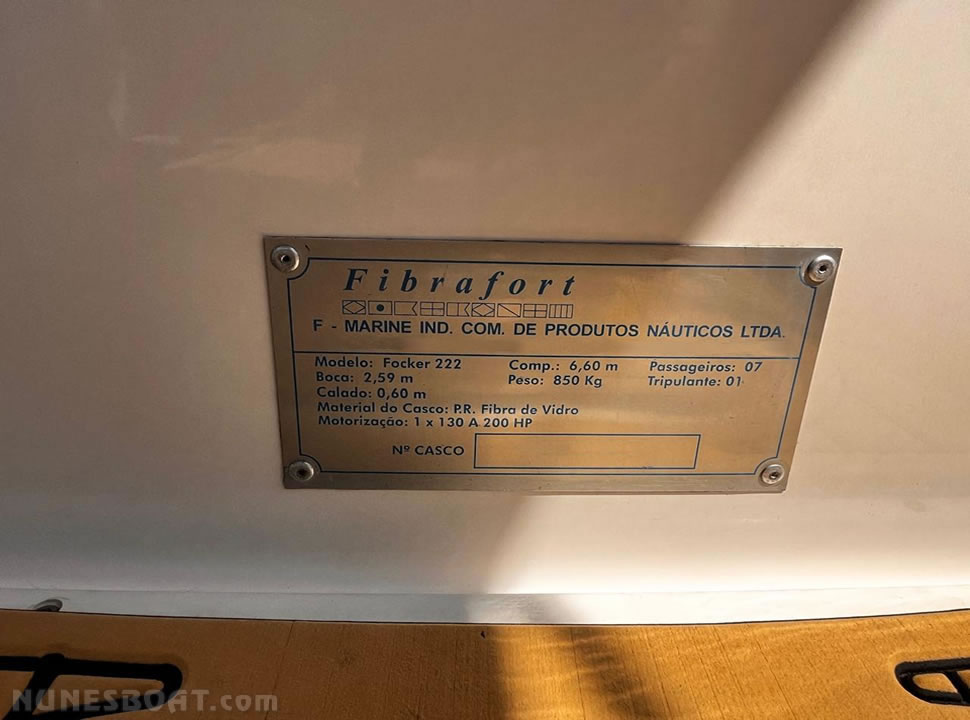 Fibrafort
F - MARINE IND. COM. DE PRODUTOS NÁUTICOS LTDA.
Modelo: Focker 222 Comp.: 6,60 m Passageiros: 07
Boca: 2,59 m Peso: 850 Kg Tripulante: 01
Calado: 0,60 m
Material do Casco: P.R. Fibra de Vidro
Motorização: 1 x 130 A 200 HP
Nº CASCO
NUNESBOAT.com